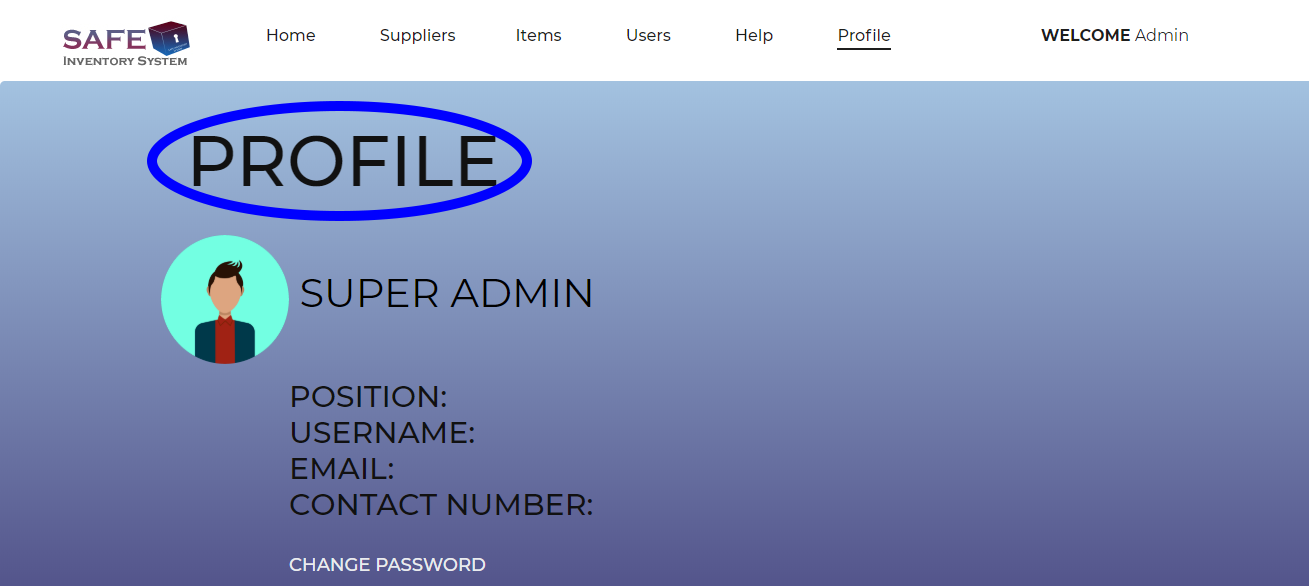 SAFE
INVENTORY SYSTEM
Home Suppliers Items Users Help Profile WELCOME Admin
PROFILE
SUPER ADMIN
POSITION:
USERNAME:
EMAIL:
CONTACT NUMBER:
CHANGE PASSWORD